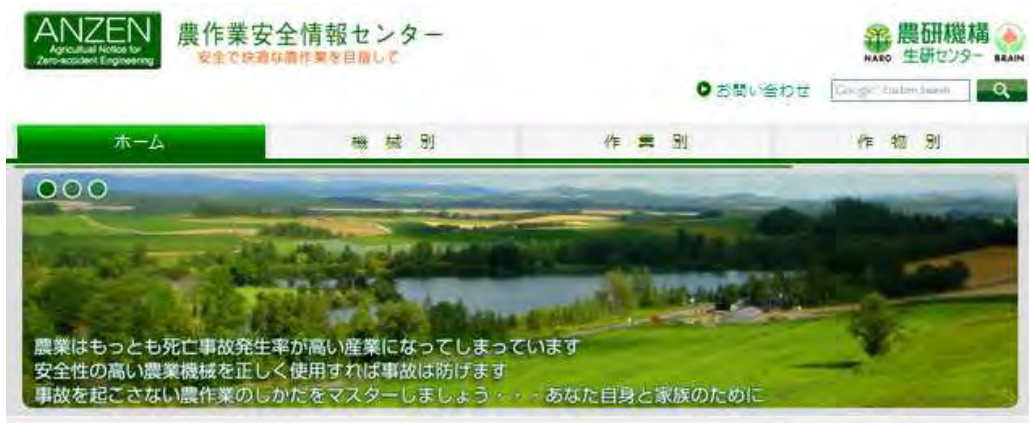 ANZEN
Agricultual Notice for
Zero-accident Engineering
農作業安全情報センター
安全で快適な農作業を目指して
農研機構
NARO 生研センター BRAIN
お問い合わせ
Google Custom Search
ホーム
機械別
作業別
作物別
農業はもっとも死亡事故発生率が高い産業になってしまっています
安全性の高い農業機械を正しく使用すれば事故は防げます
事故を起こさない農作業のしかたをマスターしましょう・・・あなた自身と家族のために